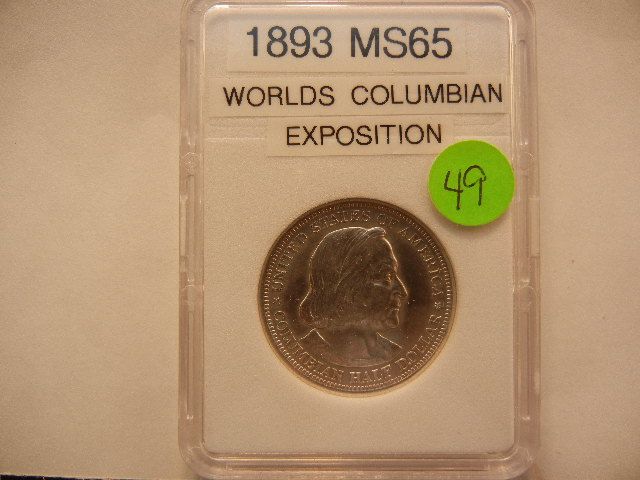 1893 MS65
WORLDS COLUMBIAN
EXPOSITION
49
UNITED STATES OF AMERICA
COLUMBIAN HALF DOLLAR